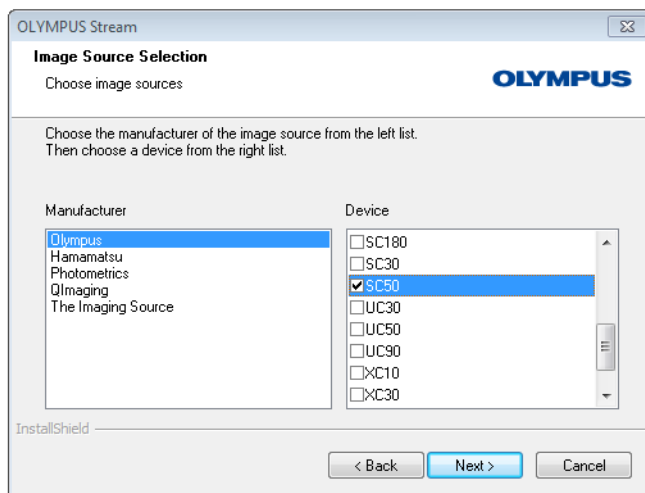 OLYMPUS Stream
Image Source Selection
Choose image sources
OLYMPUS
Choose the manufacturer of the image source from the left list.
Then choose a device from the right list.
Manufacturer
Device
Olympus
Hamamatsu
Photometrics
QImaging
The Imaging Source
SC180
SC30
SC50
UC30
UC50
UC90
XC10
XC30
InstallShield
< Back
Next >
Cancel